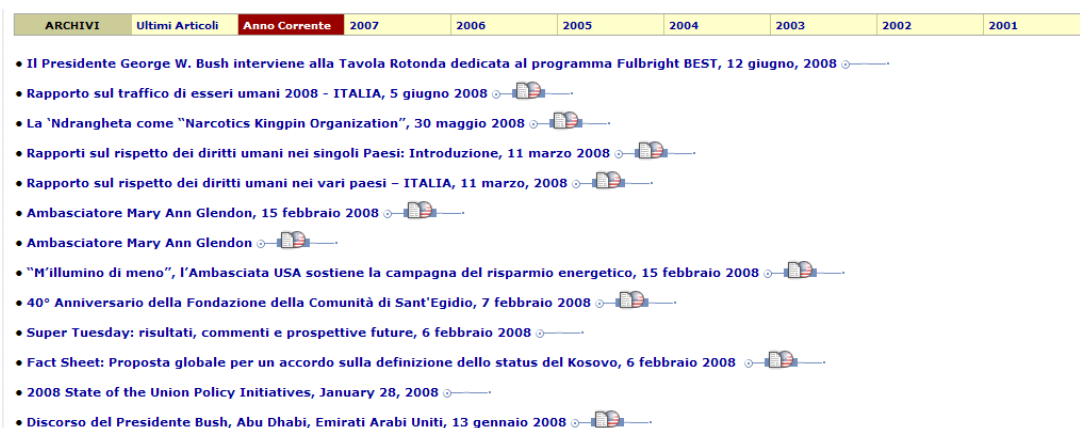 ARCHIVI Ultimi Articoli Anno Corrente 2007 2006 2005 2004 2003 2002 2001
• Il Presidente George W. Bush interviene alla Tavola Rotonda dedicata al programma Fulbright BEST, 12 giugno, 2008
• Rapporto sul traffico di esseri umani 2008 - ITALIA, 5 giugno 2008
• La ‘Ndrangheta come “Narcotics Kingpin Organization”, 30 maggio 2008
• Rapporti sul rispetto dei diritti umani nei singoli Paesi: Introduzione, 11 marzo 2008
• Rapporto sul rispetto dei diritti umani nei vari paesi – ITALIA, 11 marzo, 2008
• Ambasciatore Mary Ann Glendon, 15 febbraio 2008
• Ambasciatore Mary Ann Glendon
• “M’illumino di meno”, l’Ambasciata USA sostiene la campagna del risparmio energetico, 15 febbraio 2008
• 40° Anniversario della Fondazione della Comunità di Sant'Egidio, 7 febbraio 2008
• Super Tuesday: risultati, commenti e prospettive future, 6 febbraio 2008
• Fact Sheet: Proposta globale per un accordo sulla definizione dello status del Kosovo, 6 febbraio 2008
• 2008 State of the Union Policy Initiatives, January 28, 2008
• Discorso del Presidente Bush, Abu Dhabi, Emirati Arabi Uniti, 13 gennaio 2008